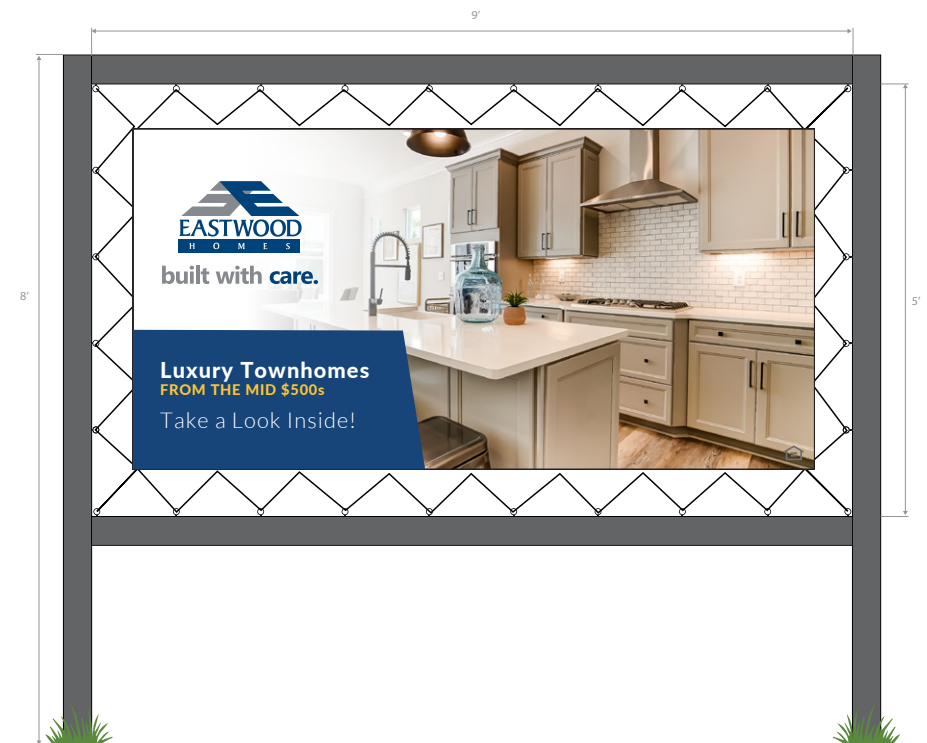 9'
8'
5'
EASTWOOD
HOMES
built with care.
Luxury Townhomes
FROM THE MID $500s
Take a Look Inside!